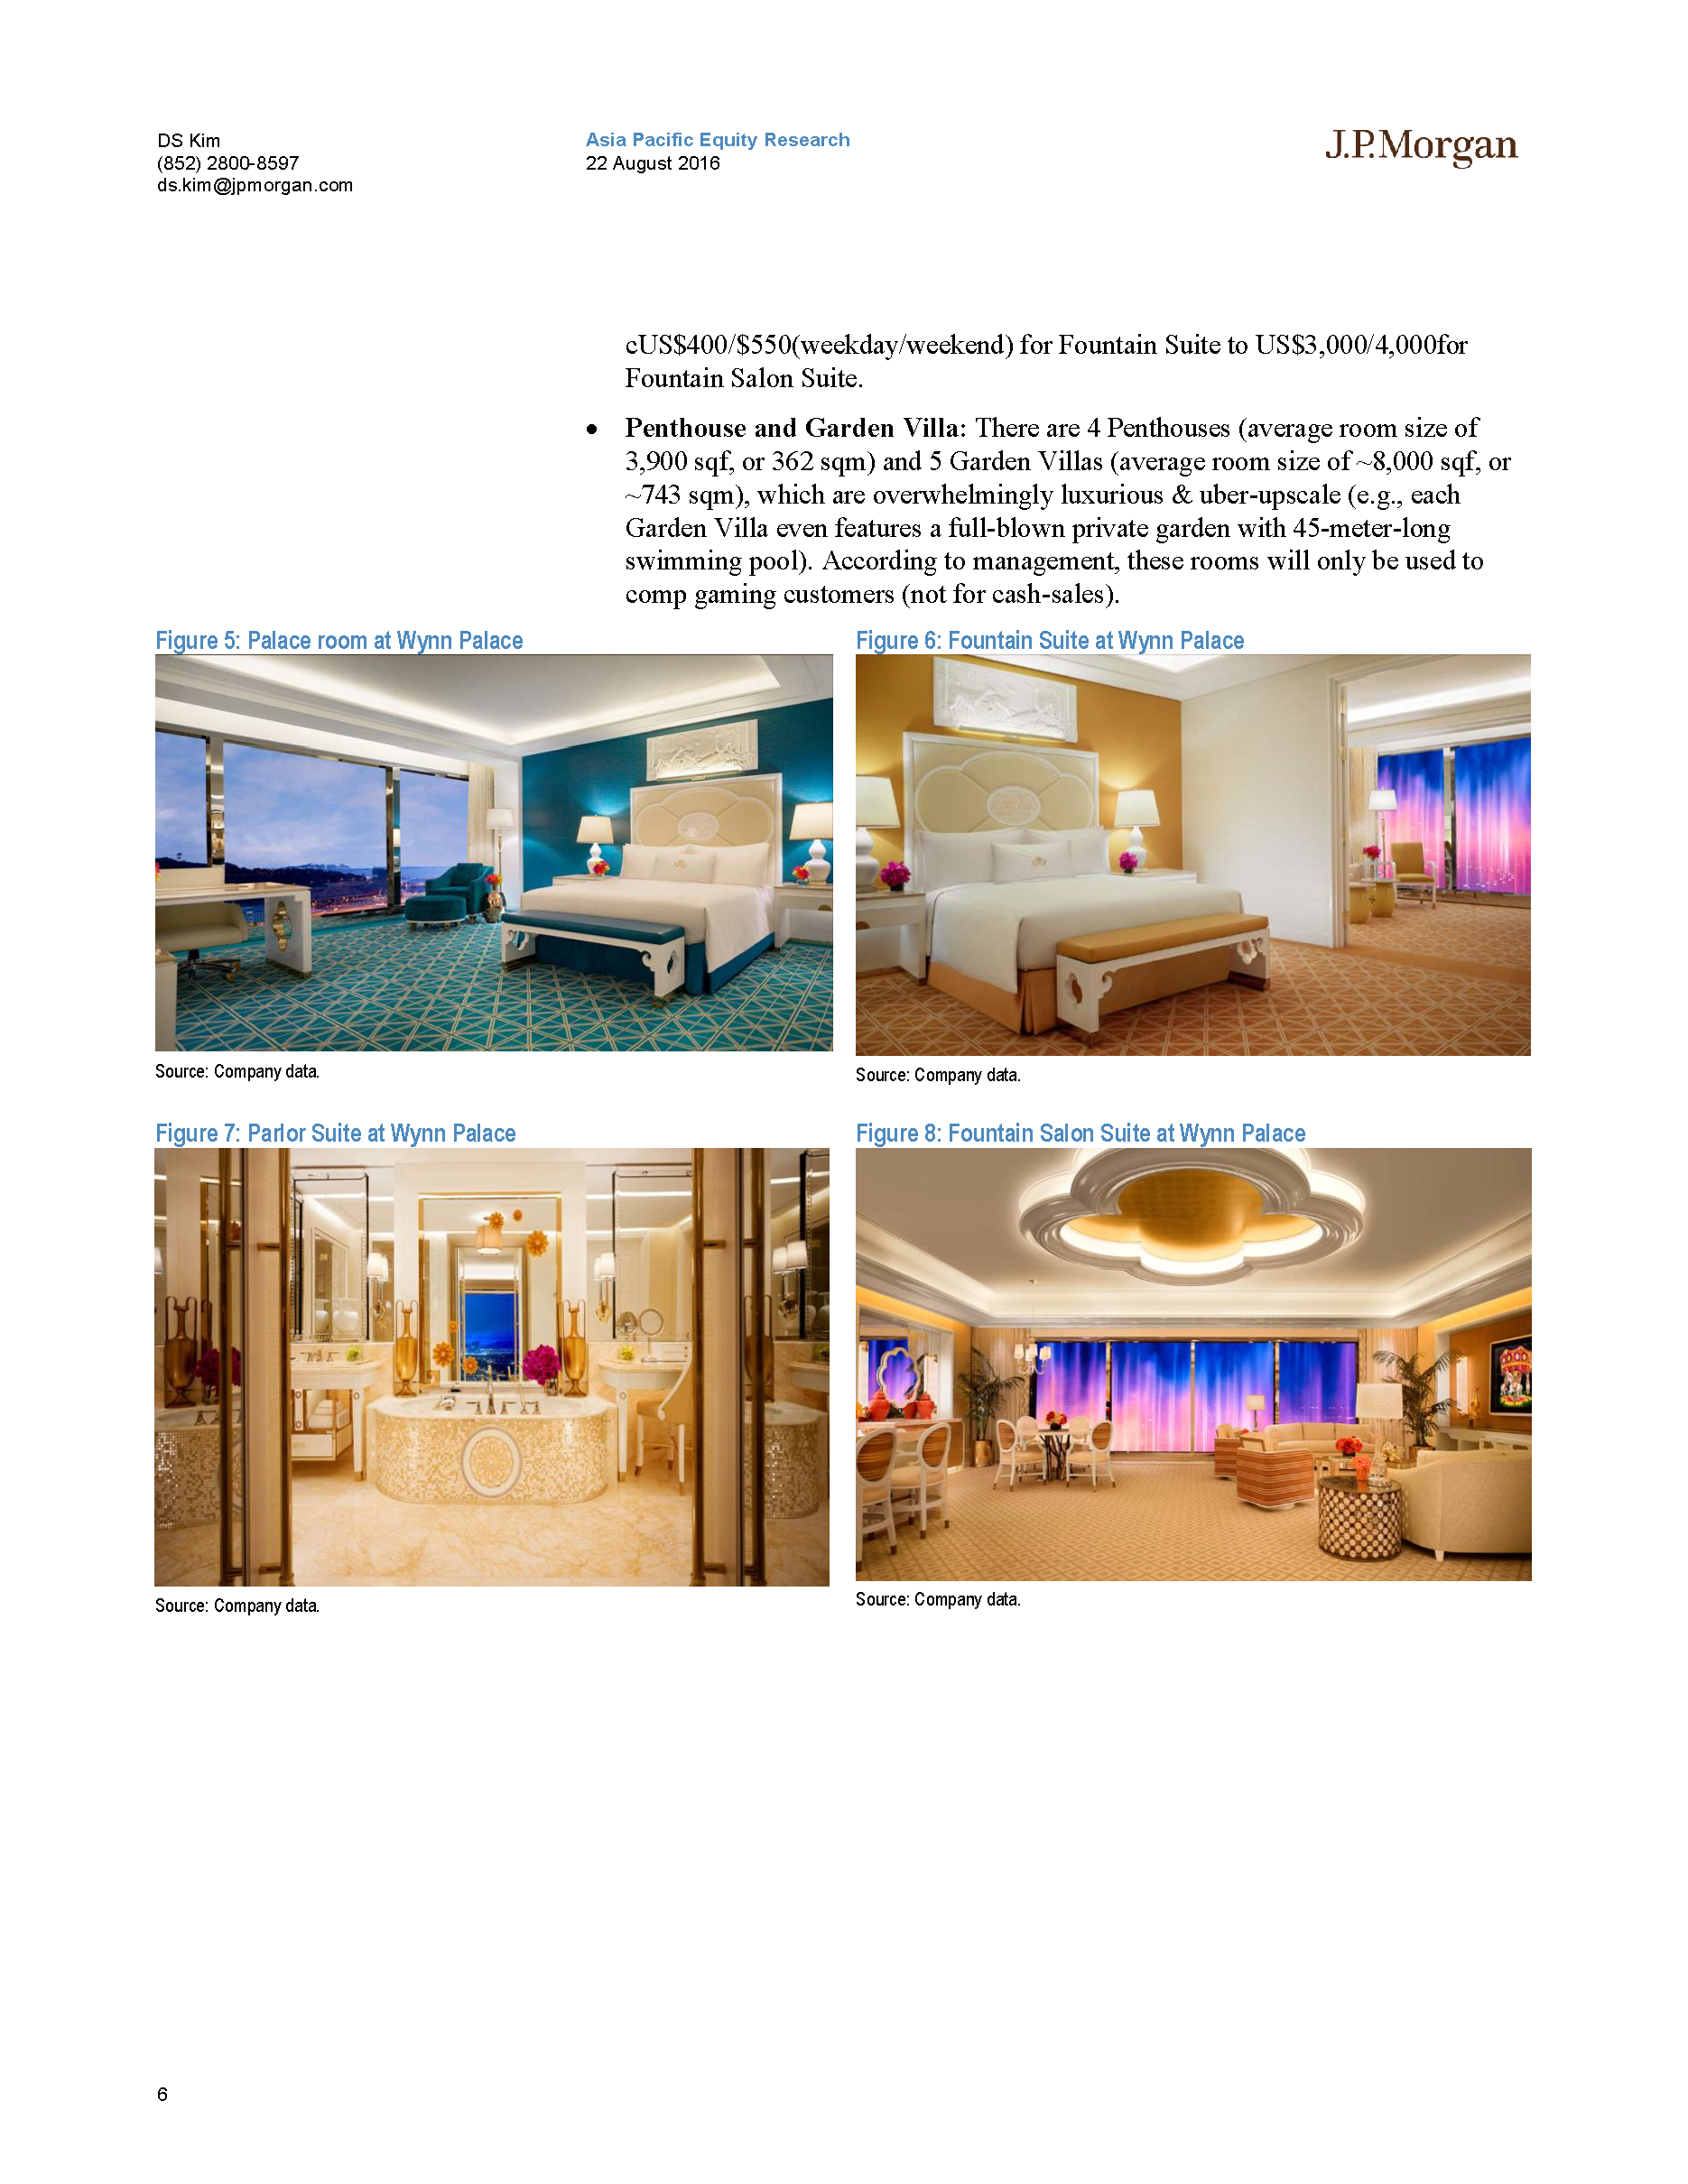 DS Kim
(852) 2800-8597
ds.kim@jpmorgan.com
Asia Pacific Equity Research
22 August 2016
J.P.Morgan
cUS$400/$550(weekday/weekend) for Fountain Suite to US$3,000/4,000for
Fountain Salon Suite.
• Penthouse and Garden Villa: There are 4 Penthouses (average room size of
3,900 sqf, or 362 sqm) and 5 Garden Villas (average room size of ~8,000 sqf, or
~743 sqm), which are overwhelmingly luxurious & uber-upscale (e.g., each
Garden Villa even features a full-blown private garden with 45-meter-long
swimming pool). According to management, these rooms will only be used to
comp gaming customers (not for cash-sales).
Figure 5: Palace room at Wynn Palace
Source: Company data.
Figure 6: Fountain Suite at Wynn Palace
Source: Company data.
Figure 7: Parlor Suite at Wynn Palace
Source: Company data.
Figure 8: Fountain Salon Suite at Wynn Palace
Source: Company data.
6